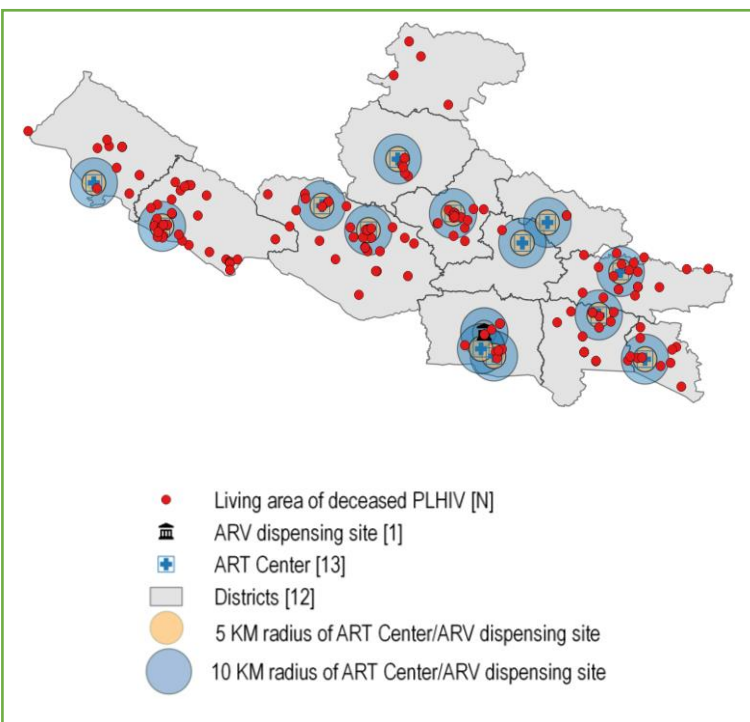 Living area of deceased PLHIV [N]
ARV dispensing site [1]
ART Center [13]
Districts [12]
5 KM radius of ART Center/ARV dispensing site
10 KM radius of ART Center/ARV dispensing site